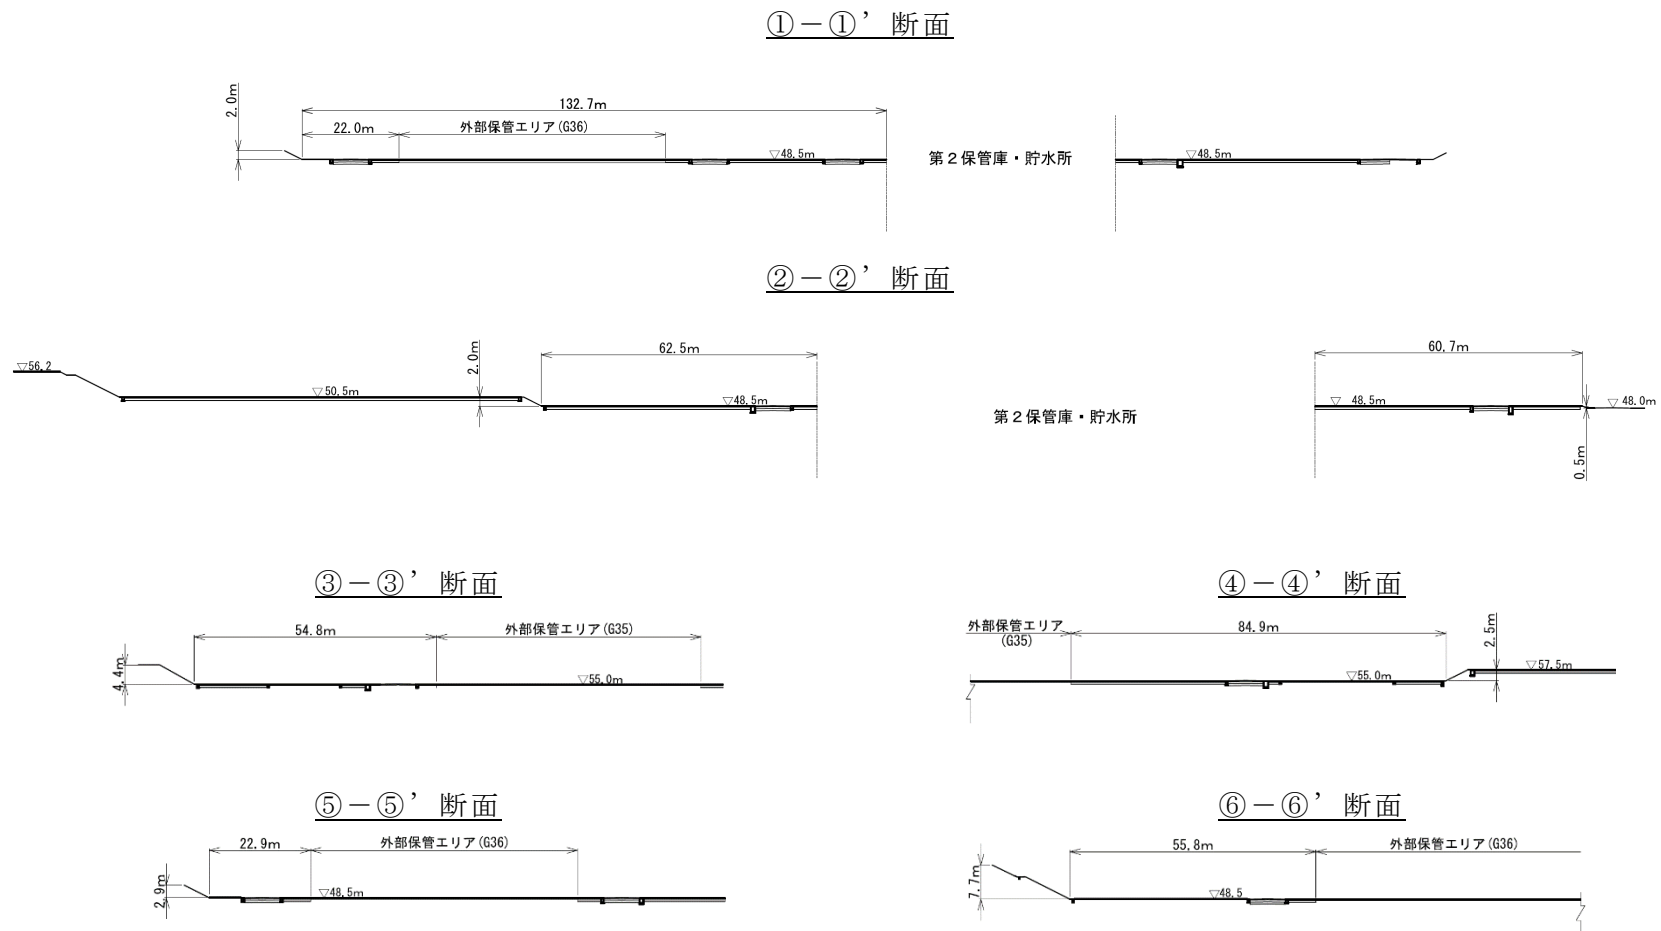 ①－①’断面
2.0m
132.7m
22.0m
外部保管エリア(G36)
▽48.5m
第２保管庫・貯水所
▽48.5m
②－②’断面
▽56.2
▽50.5m
2.0m
62.5m
▽48.5m
第２保管庫・貯水所
60.7m
▽ 48.5m
▽ 48.0m
0.5m
③－③’断面
4.4m
54.8m
外部保管エリア(G35)
▽55.0m
④－④’断面
外部保管エリア
(G35)
84.9m
▽55.0m
2.5m
▽57.5m
⑤－⑤’断面
2.9m
22.9m
外部保管エリア(G36)
▽48.5m
⑥－⑥’断面
7.7m
55.8m
外部保管エリア(G36)
▽48.5